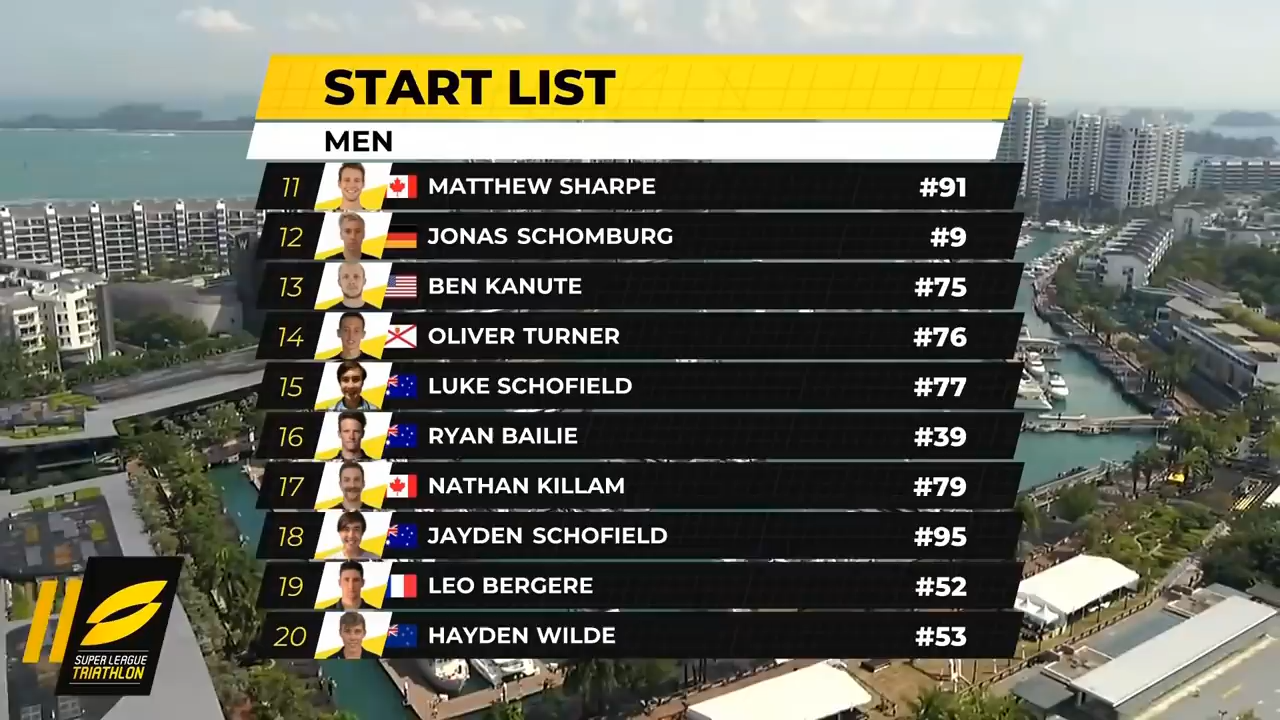 START LIST
MEN
11 MATTHEW SHARPE #91
12 JONAS SCHOMBURG #9
13 BEN KANUTE #75
14 OLIVER TURNER #76
15 LUKE SCHOFIELD #77
16 RYAN BAILIE #39
17 NATHAN KILLAM #79
18 JAYDEN SCHOFIELD #95
19 LEO BERGERE #52
20 HAYDEN WILDE #53
SUPER LEAGUE
TRIATHLON